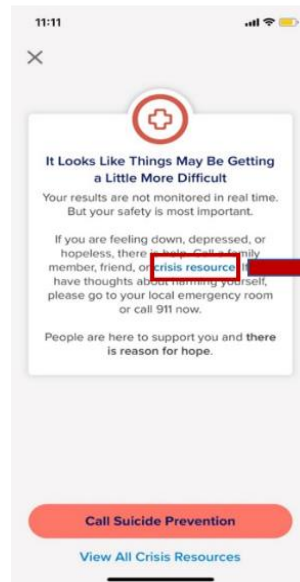 11:11
It Looks Like Things May Be Getting
a Little More Difficult
Your results are not monitored in real time.
But your safety is most important.
If you are feeling down, depressed, or
hopeless, there is help. Call a family
member, friend, or crisis resource. If
have thoughts about harming yourself,
please go to your local emergency room
or call 911 now.
People are here to support you and there
is reason for hope.
Call Suicide Prevention
View All Crisis Resources